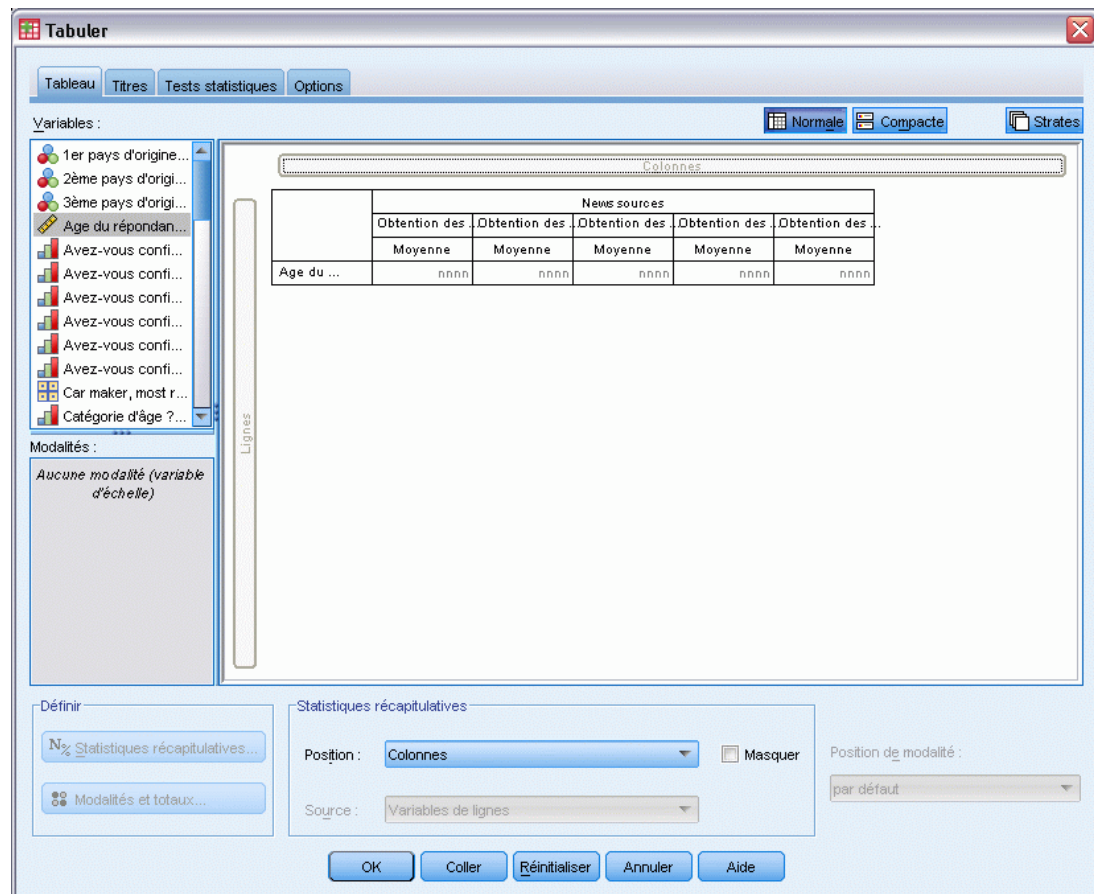 Tabuler
Tableau Titres Tests statistiques Options
Variables :
Normale Compacte Strates
1er pays d'origine...
2ème pays d'origi...
3ème pays d'origi...
Age du répondan...
Avez-vous confi...
Avez-vous confi...
Avez-vous confi...
Avez-vous confi...
Avez-vous confi...
Avez-vous confi...
Car maker, most r...
Catégorie d'âge ?...
Modalités :
Aucune modalité (variable
d'échelle)
Colonnes
Lignes
News sources
Obtention des ... Obtention des ... Obtention des ... Obtention des ... Obtention des ...
Moyenne Moyenne Moyenne Moyenne Moyenne
Age du ... nnnn nnnn nnnn nnnn nnnn
Définir
N% Statistiques récapitulatives...
Modalités et totaux...
Statistiques récapitulatives
Position : Colonnes Masquer
Source : Variables de lignes
Position de modalité :
par défaut
OK Coller Réinitialiser Annuler Aide